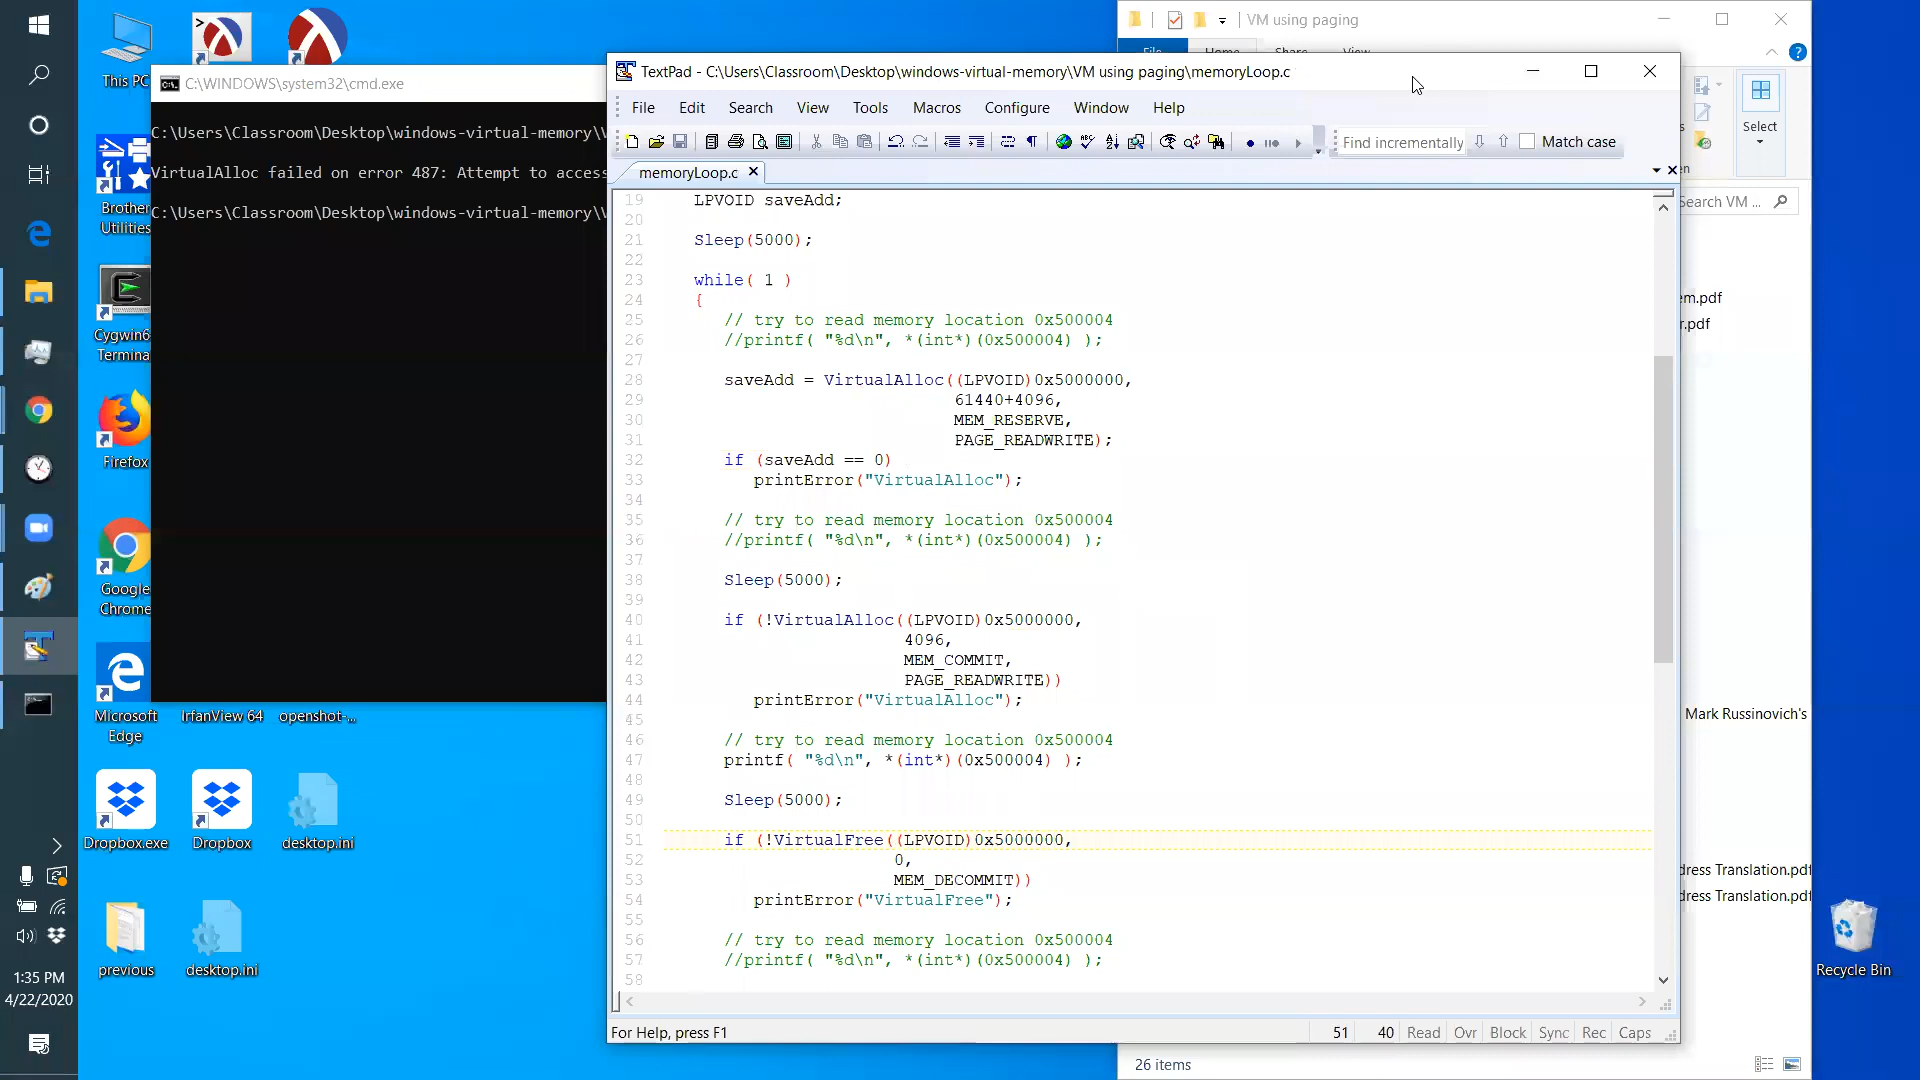 VM using paging
File Home Share View
TextPad - C:\Users\Classroom\Desktop\windows-virtual-memory\VM using paging\memoryLoop.c
File Edit Search View Tools Macros Configure Window Help
Find incrementally
Match case
memoryLoop.c
19 LPVOID saveAdd;
20
21 Sleep(5000);
22
23 while( 1 )
24 {
25 // try to read memory location 0x500004
26 //printf( "%d\n", *(int*)(0x500004) );
27
28 saveAdd = VirtualAlloc((LPVOID)0x5000000,
29 61440+4096,
30 MEM_RESERVE,
31 PAGE_READWRITE);
32 if (saveAdd == 0)
33 printError("VirtualAlloc");
34
35 // try to read memory location 0x500004
36 //printf( "%d\n", *(int*)(0x500004) );
37
38 Sleep(5000);
39
40 if (!VirtualAlloc((LPVOID)0x5000000,
41 4096,
42 MEM_COMMIT,
43 PAGE_READWRITE))
44 printError("VirtualAlloc");
45
46 // try to read memory location 0x500004
47 printf( "%d\n", *(int*)(0x500004) );
48
49 Sleep(5000);
50
51 if (!VirtualFree((LPVOID)0x5000000,
52 0,
53 MEM_DECOMMIT))
54 printError("VirtualFree");
55
56 // try to read memory location 0x500004
57 //printf( "%d\n", *(int*)(0x500004) );
58
For Help, press F1
51 40 Read Ovr Block Sync Rec Caps
C:\WINDOWS\system32\cmd.exe
C:\Users\Classroom\Desktop\windows-virtual-memory\
VirtualAlloc failed on error 487: Attempt to access
C:\Users\Classroom\Desktop\windows-virtual-memory\
This PC
Brother
Utilities
Firefox
Google
Chrome
Microsoft
Edge
IrfanView 64
openshot-...
Dropbox.exe
Dropbox
desktop.ini
previous
desktop.ini
Select
VM ...
.pdf
.pdf
Mark Russinovich's
Translation.pdf
Translation.pdf
26 items
Recycle Bin
1:35 PM
4/22/2020